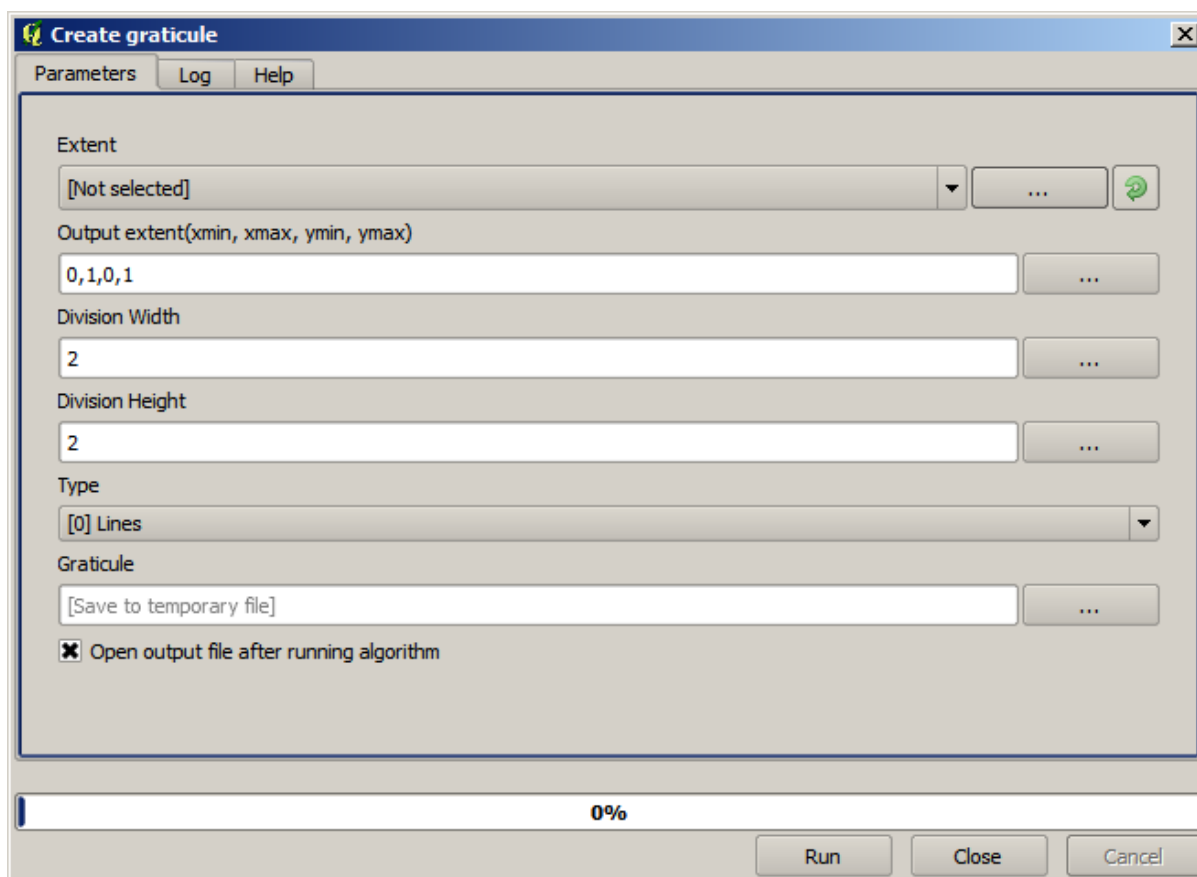 Create graticule
Parameters Log Help
Extent
[Not selected] ...
Output extent(xmin, xmax, ymin, ymax)
0,1,0,1 ...
Division Width
2 ...
Division Height
2 ...
Type
[0] Lines
Graticule
[Save to temporary file] ...
Open output file after running algorithm
0%
Run Close Cancel